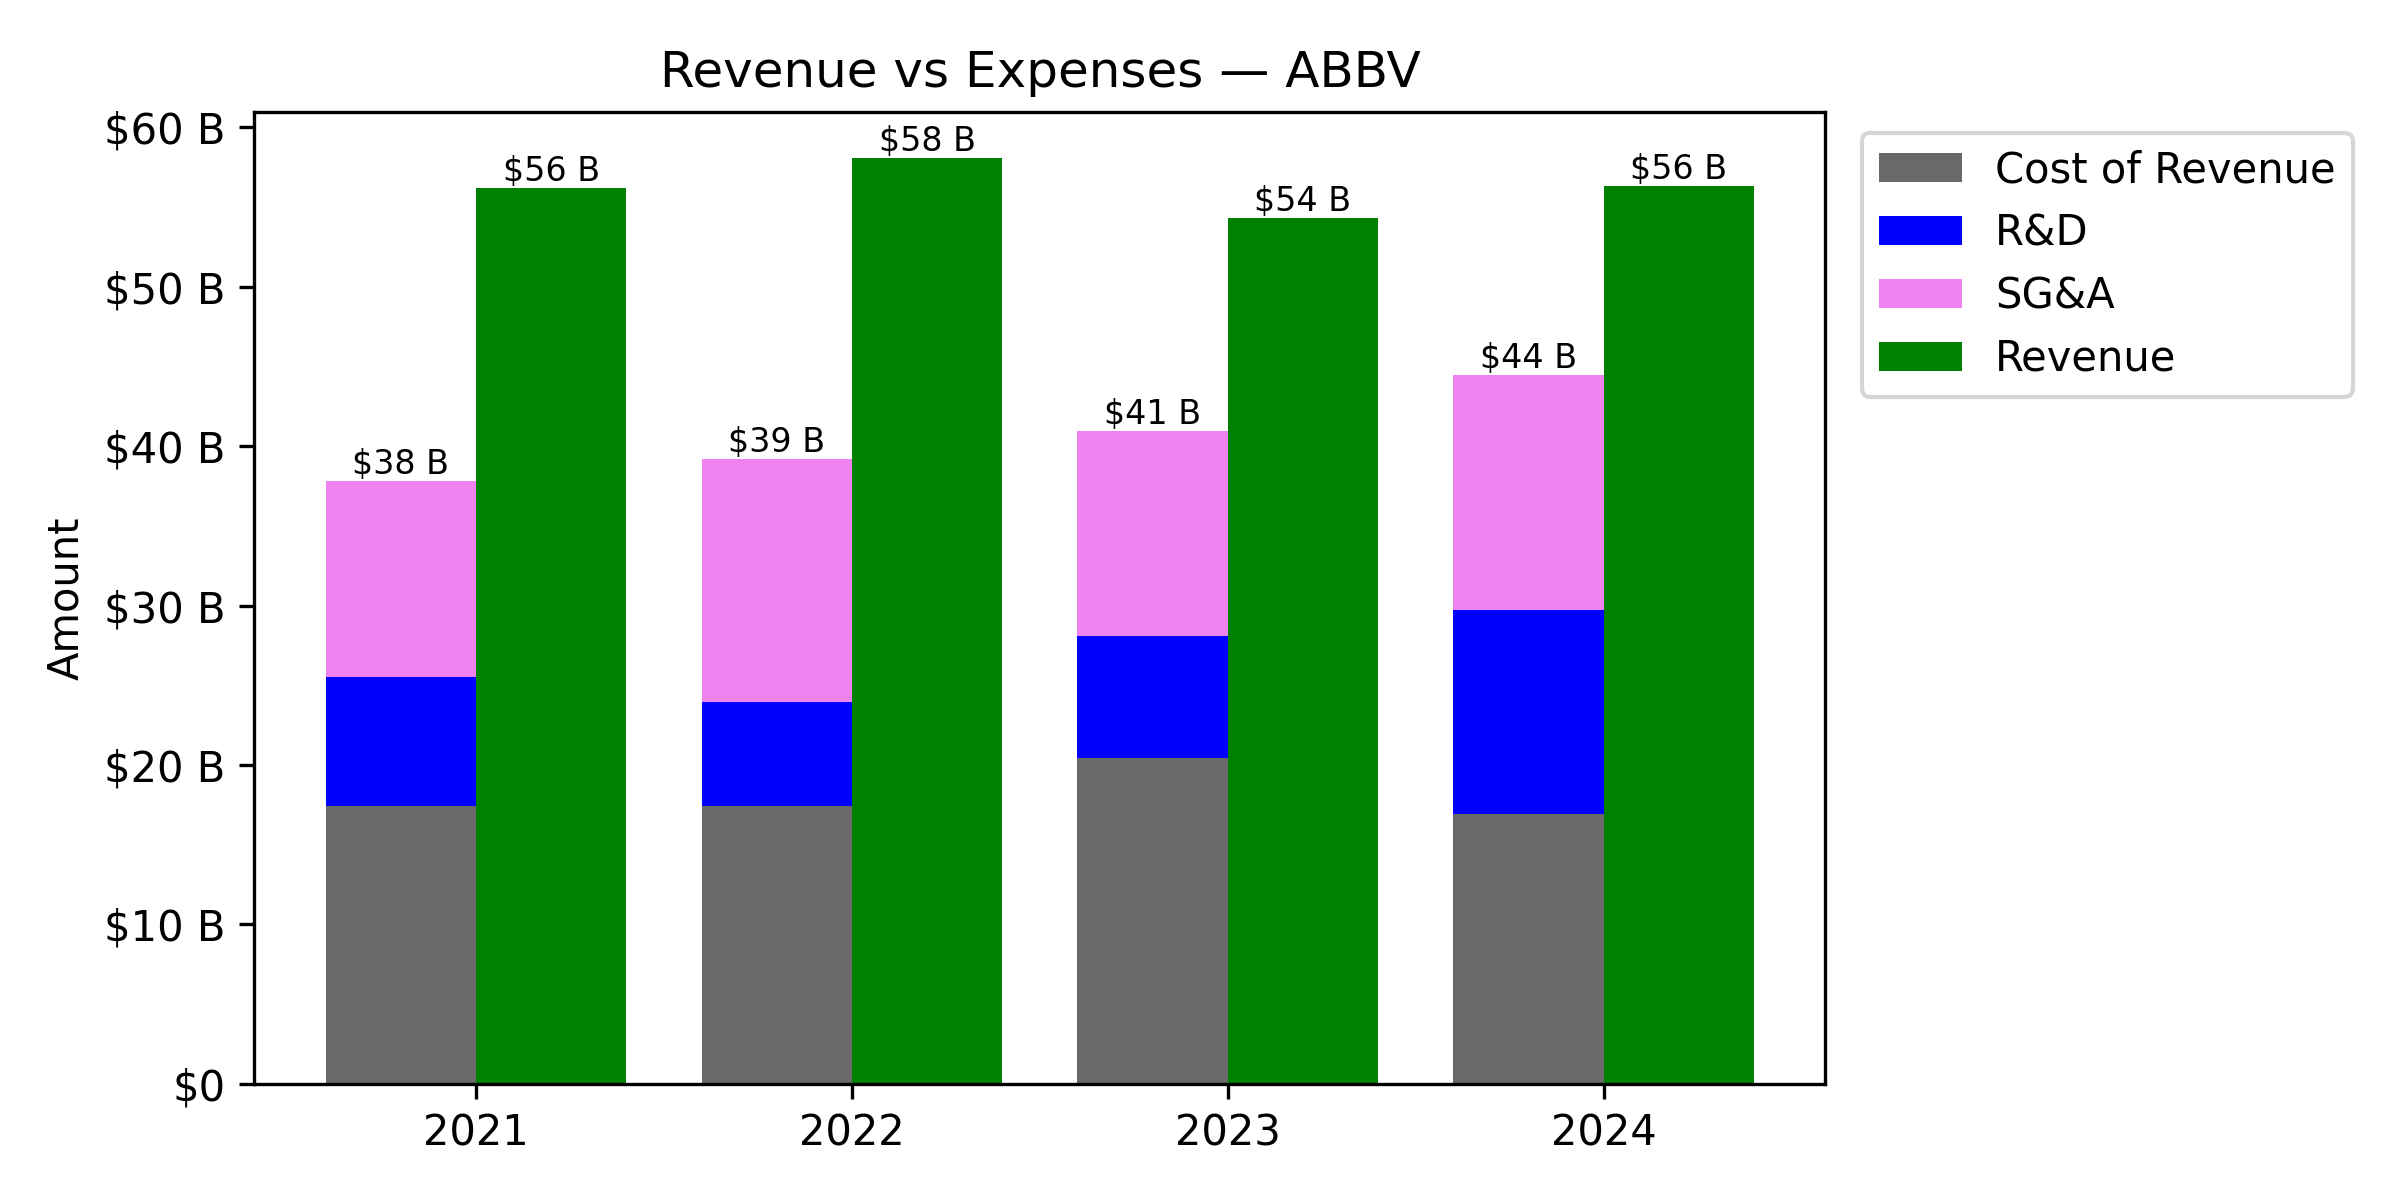 Revenue vs Expenses — ABBV
Amount
$60 B
$50 B
$40 B
$30 B
$20 B
$10 B
$0
$38 B
$56 B
$39 B
$58 B
$41 B
$54 B
$44 B
$56 B
2021
2022
2023
2024
Cost of Revenue
R&D
SG&A
Revenue